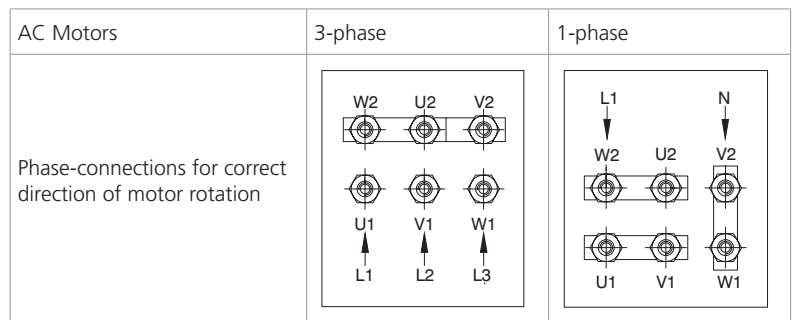 AC Motors
3-phase
1-phase
Phase-connections for correct
direction of motor rotation
W2 U2 V2
U1 V1 W1
L1 L2 L3
L1 N
W2 U2 V2
U1 V1 W1